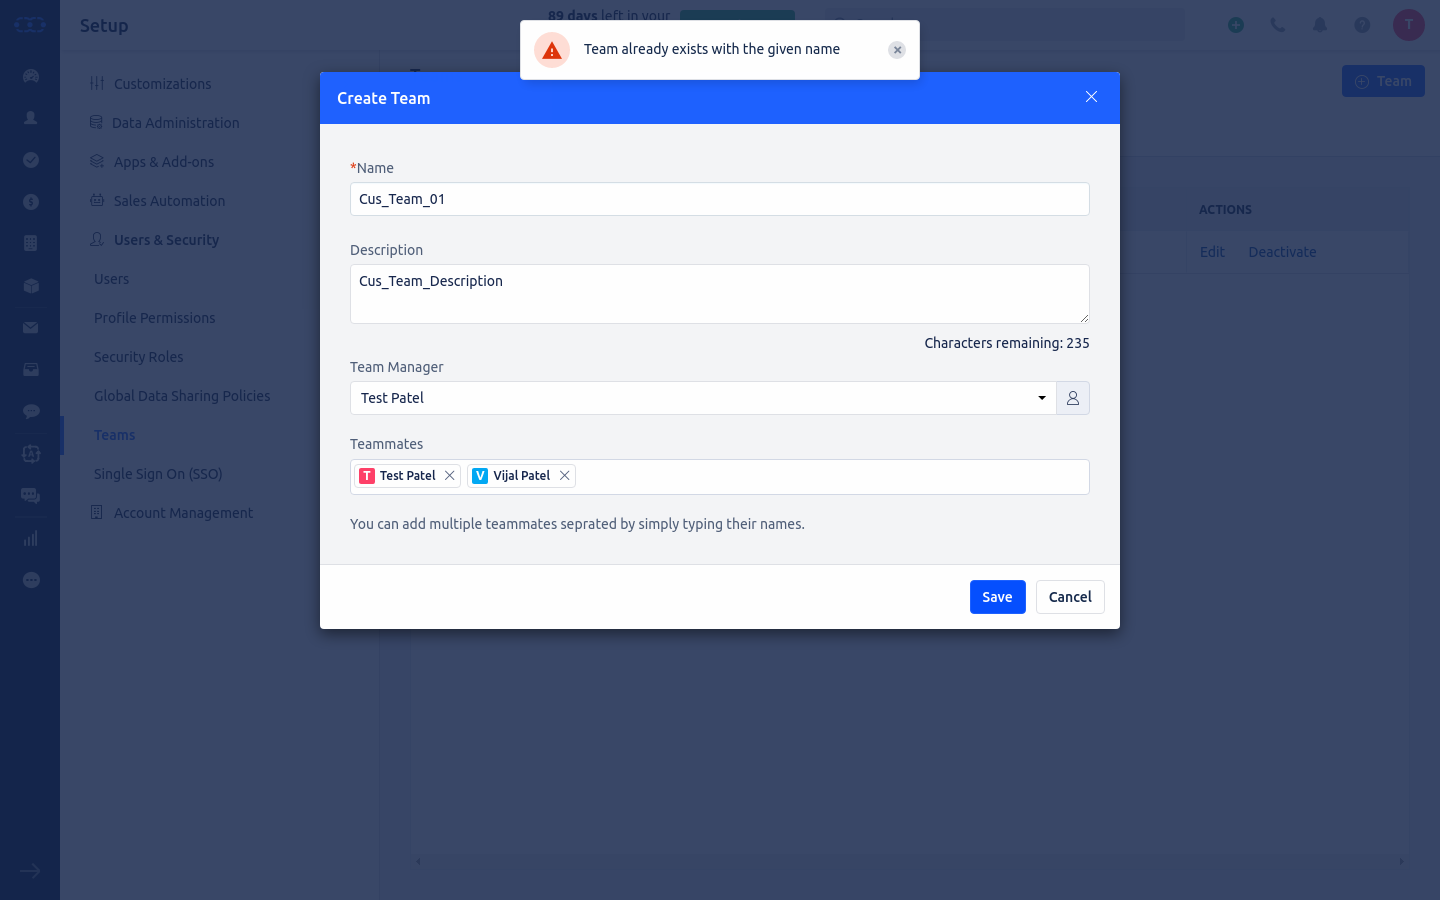 Setup
89 days left in your
T
Team already exists with the given name
Create Team
Team
Customizations
Data Administration
Apps & Add-ons
Sales Automation
Users & Security
Users
Profile Permissions
Security Roles
Global Data Sharing Policies
Teams
Single Sign On (SSO)
Account Management
*Name
Cus_Team_01
ACTIONS
Edit Deactivate
Description
Cus_Team_Description
Characters remaining: 235
Team Manager
Test Patel
Teammates
T Test Patel V Vijal Patel
You can add multiple teammates seprated by simply typing their names.
Save Cancel